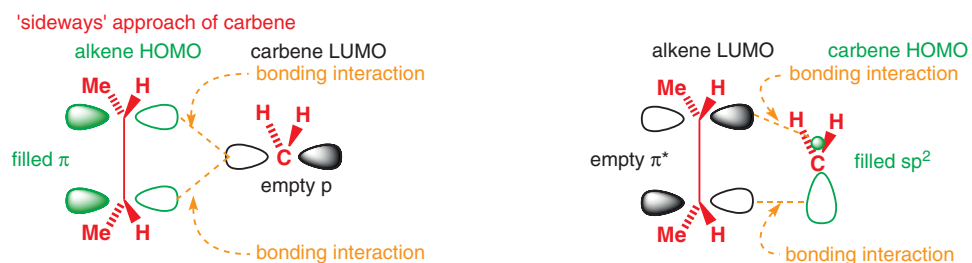 'sideways' approach of carbene
alkene HOMO
carbene LUMO
bonding interaction
Me
H
H
H
C
filled π
empty p
Me
H
bonding interaction
alkene LUMO
carbene HOMO
bonding interaction
Me
H
H
H
C
empty π*
filled sp²
Me
H
bonding interaction